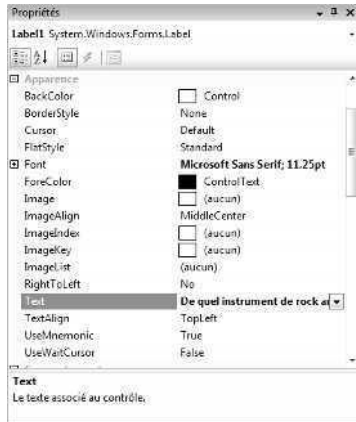 Propriétés
Label1 System.Windows.Forms.Label
Apparence
BackColor Control
BorderStyle None
Cursor Default
FlatStyle Standard
Font Microsoft Sans Serif; 11.25pt
ForeColor ControlText
Image (aucun)
ImageAlign MiddleCenter
ImageIndex (aucun)
ImageKey (aucun)
ImageList (aucun)
RightToLeft No
Text De quel instrument de rock
TextAlign TopLeft
UseMnemonic True
UseWaitCursor False
Text
Le texte associé au contrôle.